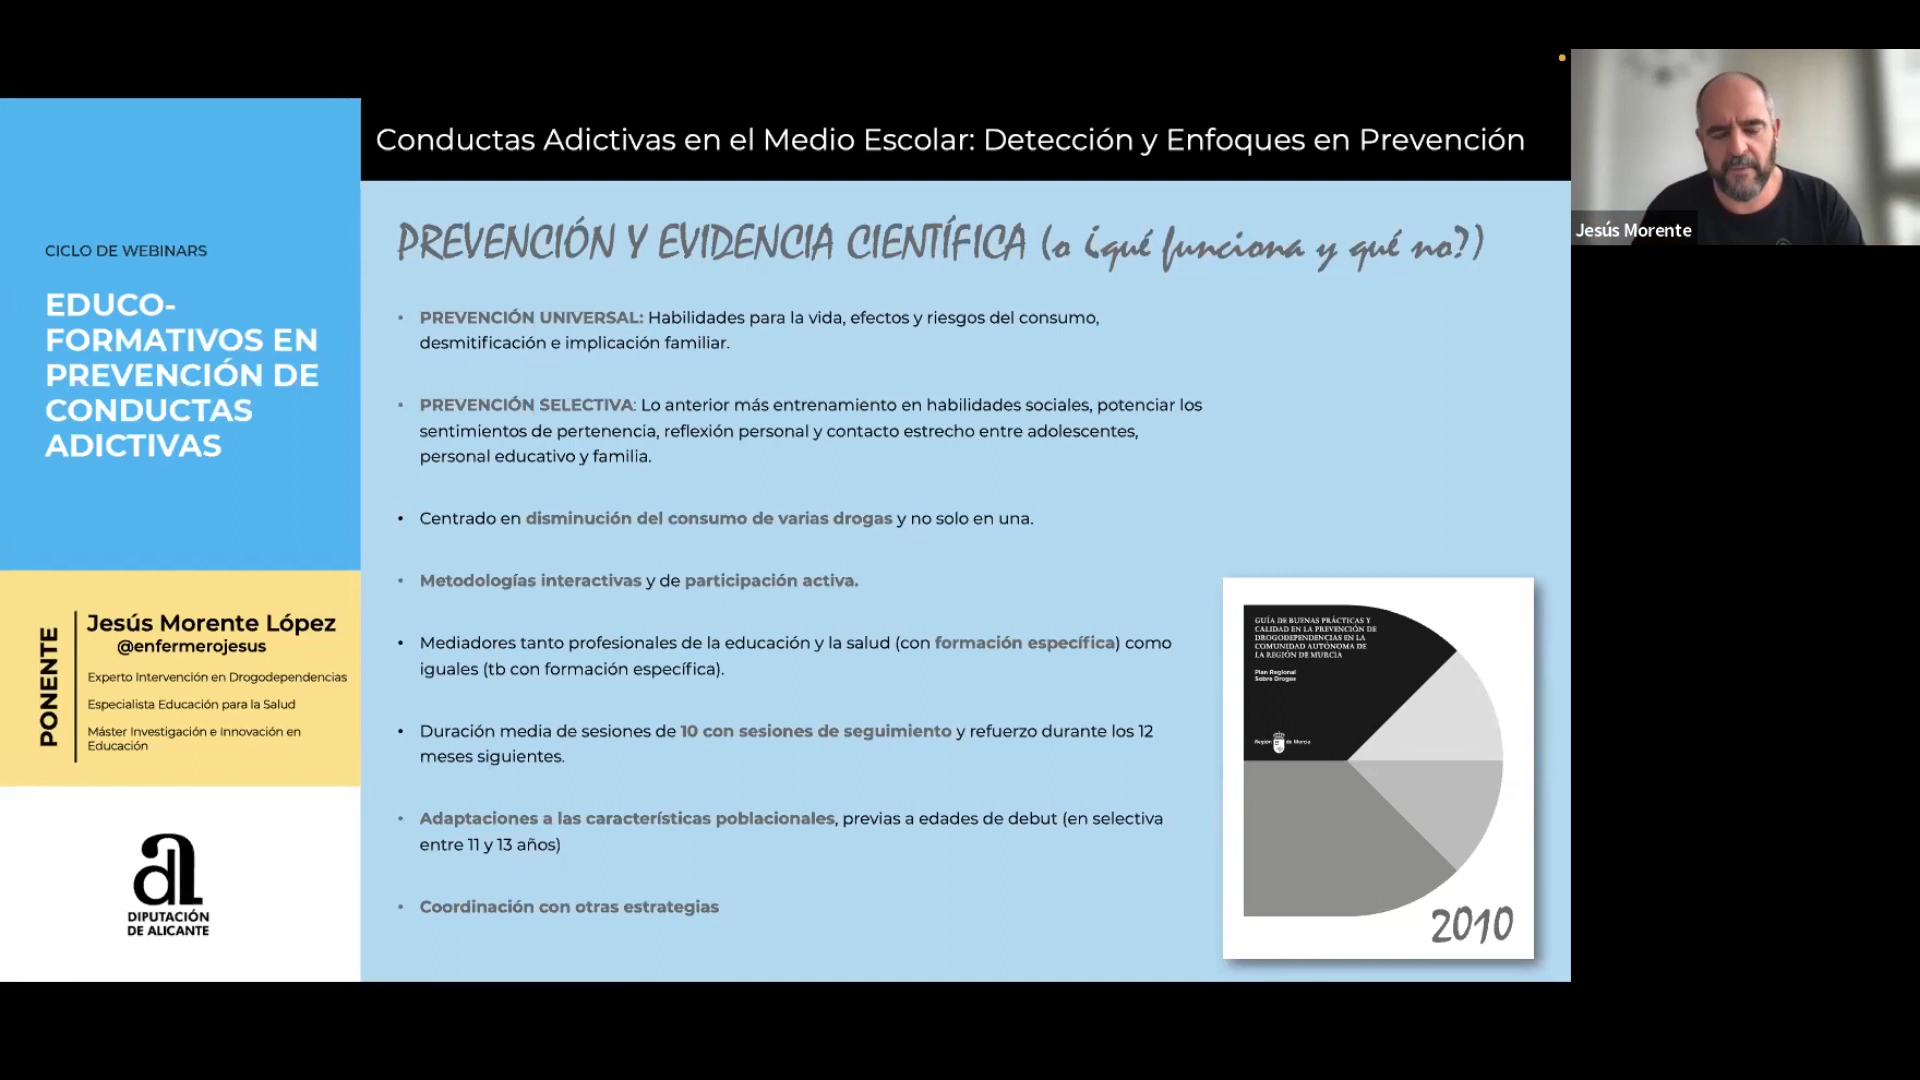 Conductas Adictivas en el Medio Escolar: Detección y Enfoques en Prevención
Jesús Morente
CICLO DE WEBINARS
EDUCO-
FORMATIVOS EN
PREVENCIÓN DE
CONDUCTAS
ADICTIVAS
PONENTE
Jesús Morente López
@enfermerojesus
Experto Intervención en Drogodependencias
Especialista Educación para la Salud
Máster Investigación e Innovación en
Educación
DIPUTACIÓN
DE ALICANTE
PREVENCIÓN Y EVIDENCIA CIENTÍFICA (o ¿qué funciona y qué no?)
• PREVENCIÓN UNIVERSAL: Habilidades para la vida, efectos y riesgos del consumo,
desmitificación e implicación familiar.
• PREVENCIÓN SELECTIVA: Lo anterior más entrenamiento en habilidades sociales, potenciar los
sentimientos de pertenencia, reflexión personal y contacto estrecho entre adolescentes,
personal educativo y familia.
• Centrado en disminución del consumo de varias drogas y no solo en una.
• Metodologías interactivas y de participación activa.
• Mediadores tanto profesionales de la educación y la salud (con formación específica) como
iguales (tb con formación específica).
• Duración media de sesiones de 10 con sesiones de seguimiento y refuerzo durante los 12
meses siguientes.
• Adaptaciones a las características poblacionales, previas a edades de debut (en selectiva
entre 11 y 13 años)
• Coordinación con otras estrategias
GUÍA DE BUENAS PRÁCTICAS Y
CALIDAD EN LA PREVENCIÓN DE
DROGODEPENDENCIAS EN LA
COMUNIDAD AUTÓNOMA DE
LA REGIÓN DE MURCIA
Plan Regional
Sobre Drogas
Región de Murcia
2010